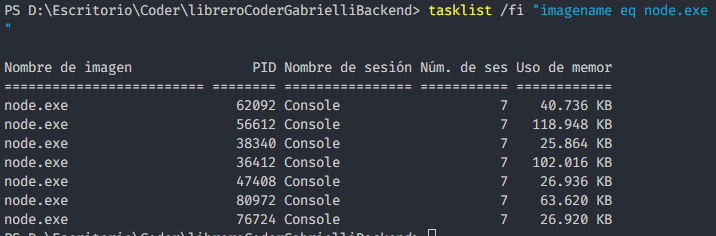 PS D:\Escritorio\Coder\libreroCoderGabrielliBackend> tasklist /fi "imagename eq node.exe
"
Nombre de imagen                     PID Nombre de sesión Núm. de ses Uso de memor
========================= ======== ================ =========== ============
node.exe                   62092 Console                    7    40.736 KB
node.exe                   56612 Console                    7   118.948 KB
node.exe                   38340 Console                    7    25.864 KB
node.exe                   36412 Console                    7   102.016 KB
node.exe                   47408 Console                    7    26.936 KB
node.exe                   80972 Console                    7    63.620 KB
node.exe                   76724 Console                    7    26.920 KB
PS D:\Escritorio\Coder\libreroCoderGabrielliBackend>